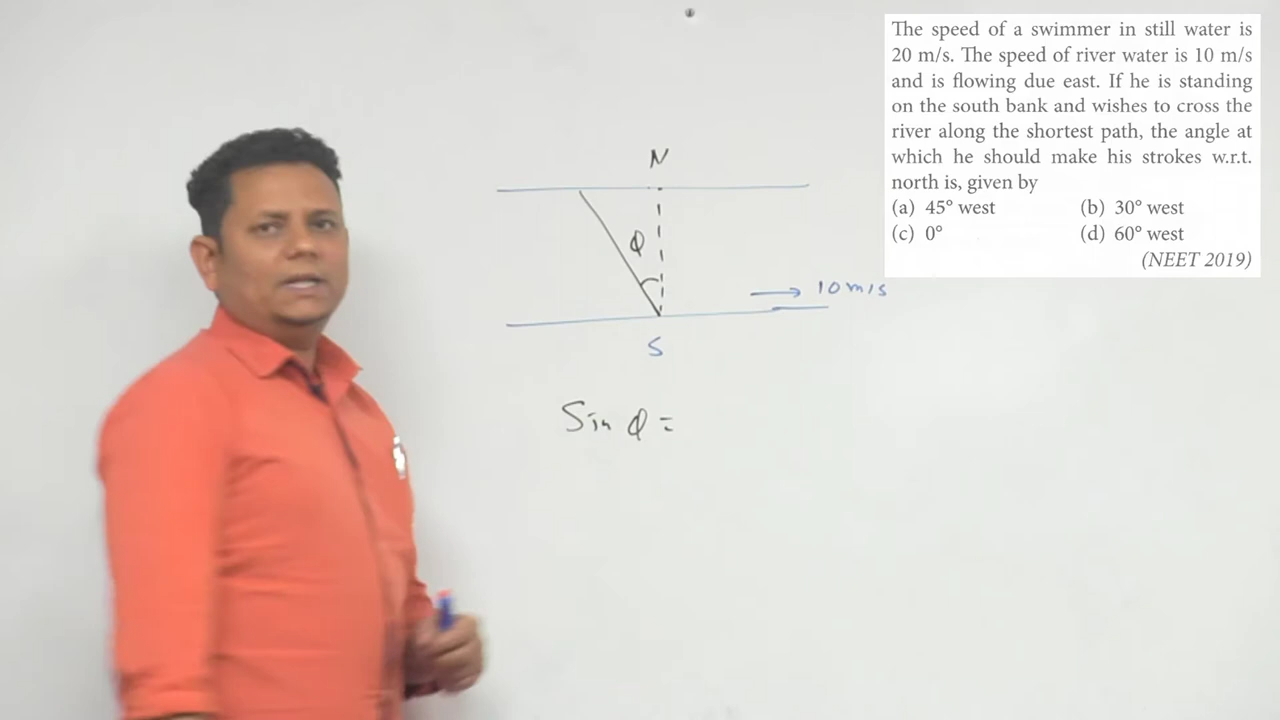 The speed of a swimmer in still water is
20 m/s. The speed of river water is 10 m/s
and is flowing due east. If he is standing
on the south bank and wishes to cross the
river along the shortest path, the angle at
which he should make his strokes w.r.t.
north is, given by
(a) 45° west (b) 30° west
(c) 0° (d) 60° west
(NEET 2019)
N
ϕ
10 m/s
S
Sin ϕ =